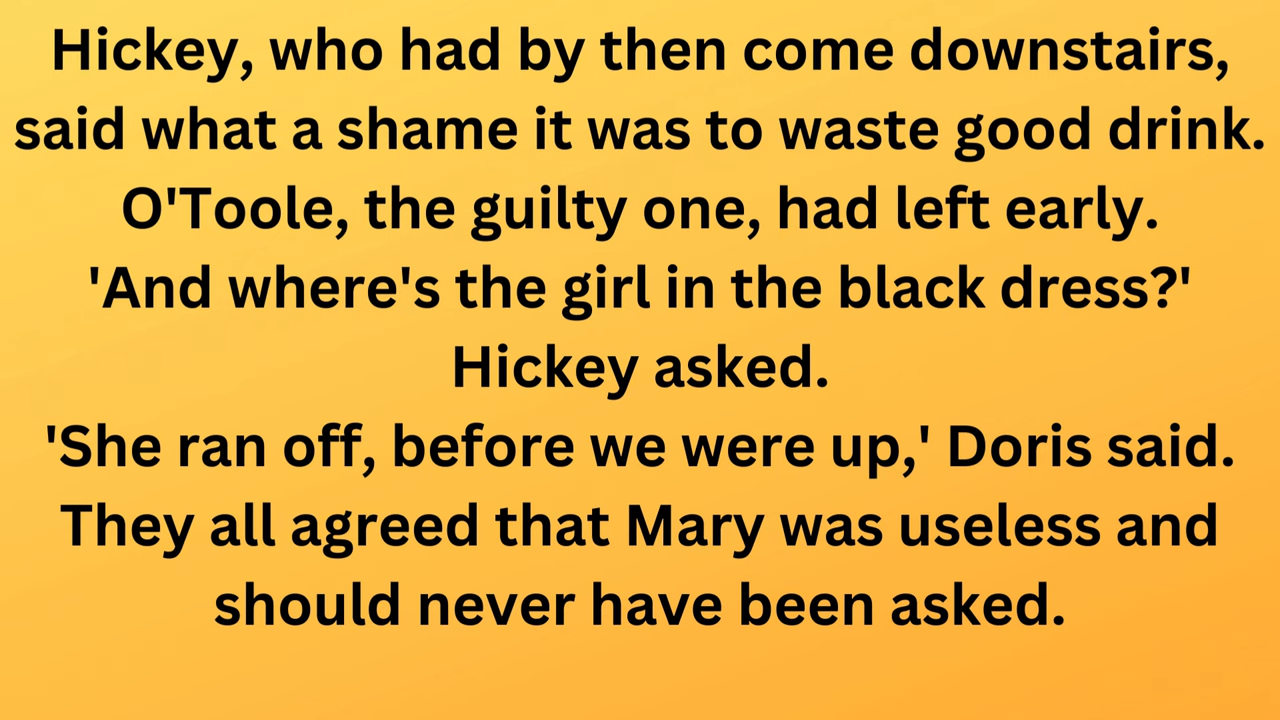 Hickey, who had by then come downstairs,
said what a shame it was to waste good drink.
O'Toole, the guilty one, had left early.
'And where's the girl in the black dress?'
Hickey asked.
'She ran off, before we were up,' Doris said.
They all agreed that Mary was useless and
should never have been asked.